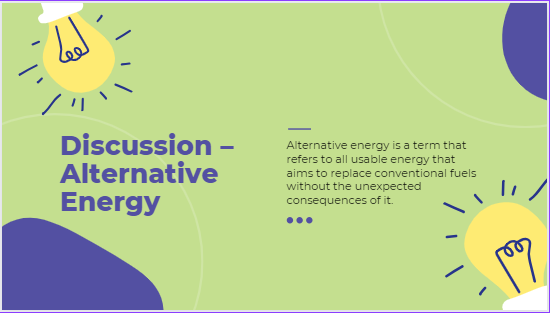 Discussion –
Alternative
Energy
Alternative energy is a term that
refers to all usable energy that
aims to replace conventional fuels
without the unexpected
consequences of it.